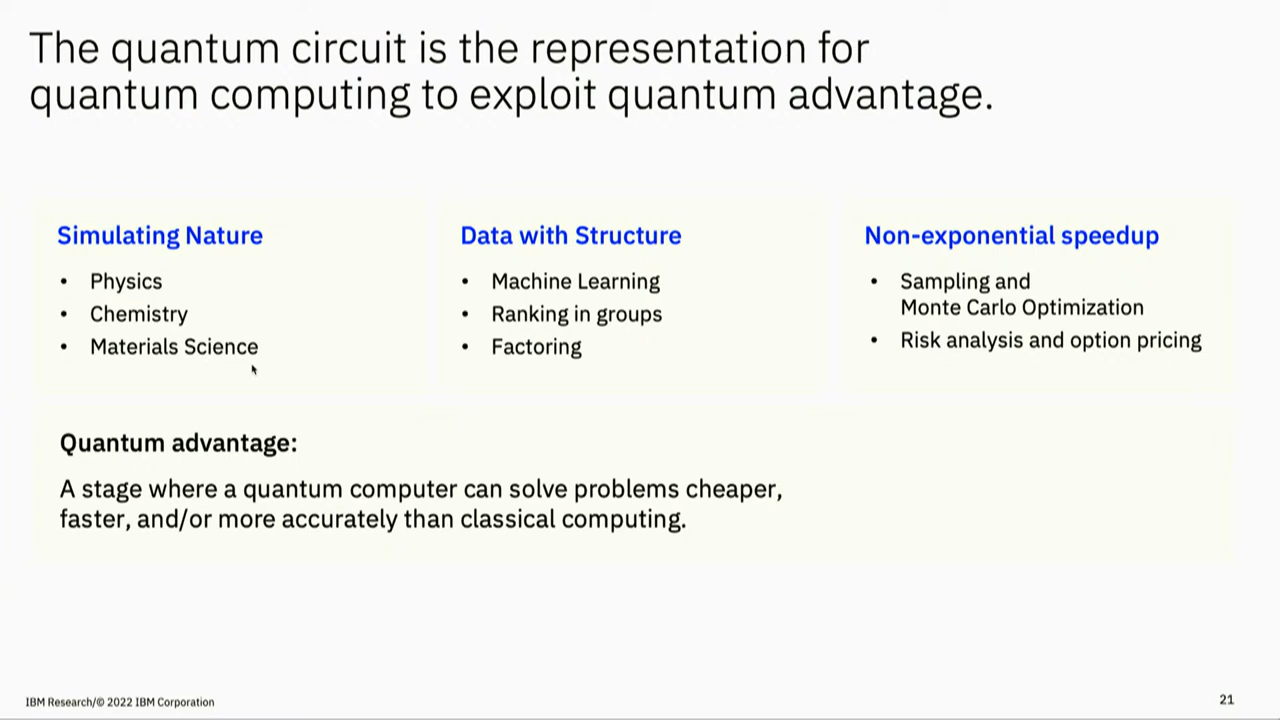 The quantum circuit is the representation for
quantum computing to exploit quantum advantage.
Simulating Nature
• Physics
• Chemistry
• Materials Science
Data with Structure
• Machine Learning
• Ranking in groups
• Factoring
Non-exponential speedup
• Sampling and
Monte Carlo Optimization
• Risk analysis and option pricing
Quantum advantage:
A stage where a quantum computer can solve problems cheaper,
faster, and/or more accurately than classical computing.
IBM Research/© 2022 IBM Corporation
21